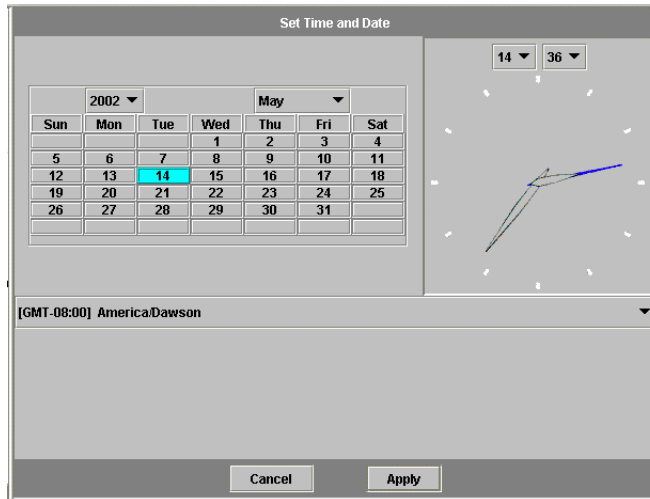 Set Time and Date
14 36
2002 May
Sun Mon Tue Wed Thu Fri Sat
1 2 3 4
5 6 7 8 9 10 11
12 13 14 15 16 17 18
19 20 21 22 23 24 25
26 27 28 29 30 31
[GMT-08:00] America/Dawson
Cancel Apply